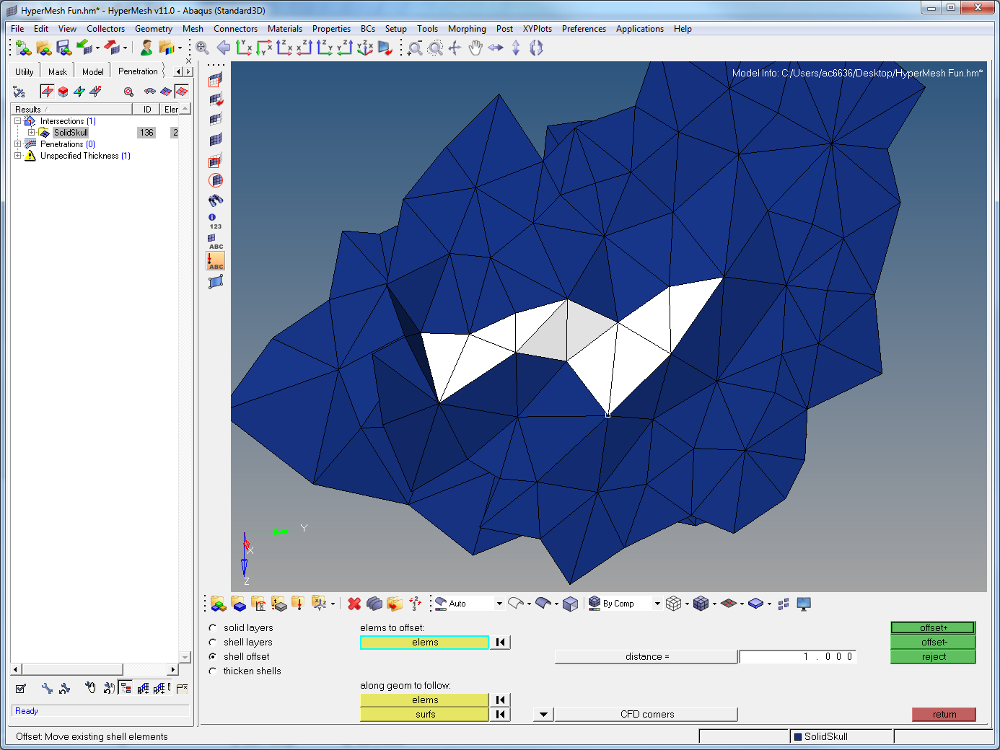 HyperMesh Fun.hm* - HyperMesh v11.0 - Abaqus (Standard3D)
File Edit View Collectors Geometry Mesh Connectors Materials Properties BCs Setup Tools Morphing Post XYPlots Preferences Applications Help
Utility Mask Model Penetration
Model Info: C:/Users/ac6636/Desktop/HyperMesh Fun.hm*
Results / ID Eler
Intersections (1)
SolidSkull 136 2
Penetrations (0)
Unspecified Thickness (1)
123
ABC
ABC
Y
X
Z
Auto By Comp
solid layers
shell layers
shell offset
thicken shells
elems to offset:
elems
distance = 1 . 0 0 0
along geom to follow:
elems
surfs
CFD corners
offset+
offset-
reject
return
Ready
Offset: Move existing shell elements
SolidSkull